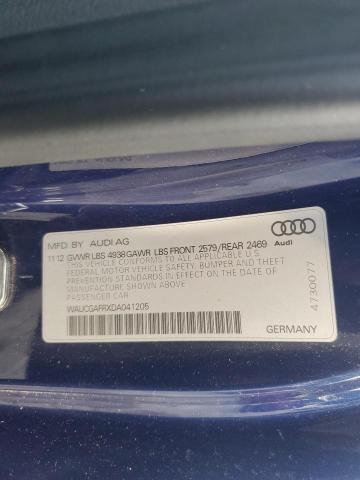 MFD BY AUDI AG
11 12 GVWR LBS 4938 GAWR LBS FRONT 2579/REAR 2469
Audi
THIS VEHICLE CONFORMS TO ALL APPLICABLE U.S.
FEDERAL MOTOR VEHICLE SAFETY, BUMPER AND THEFT
PREVENTION STANDARDS IN EFFECT ON THE DATE OF
MANUFACTURE SHOWN ABOVE.
PASSENGER CAR
WAUCGAFRXDA041205
GERMANY
4730077